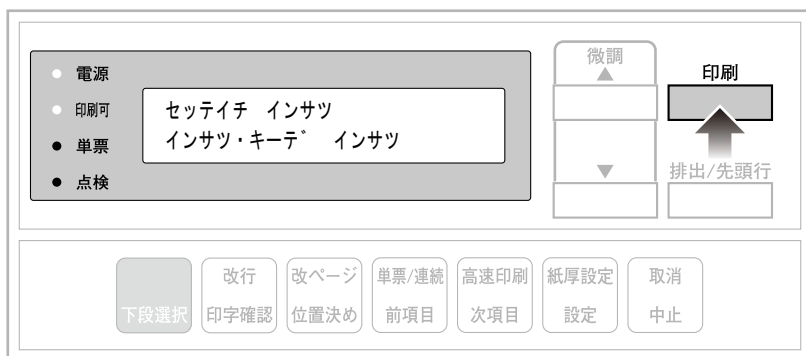 電源
印刷可
単票
点検
セッテイチ インサツ
インサツ・キーデ インサツ
微調
▲
▼
印刷
排出/先頭行
下段選択
改行
印字確認
改ページ
位置決め
単票/連続
前項目
高速印刷
次項目
紙厚設定
設定
取消
中止